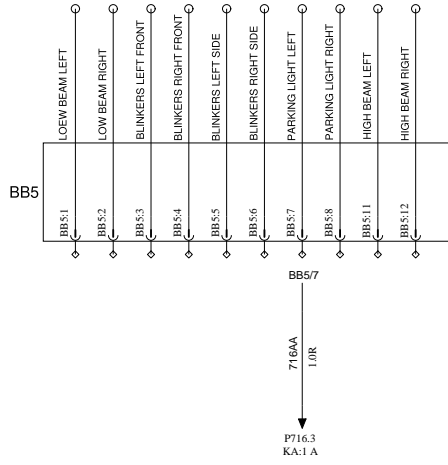 LOEW BEAM LEFT
LOW BEAM RIGHT
BLINKERS LEFT FRONT
BLINKERS RIGHT FRONT
BLINKERS LEFT SIDE
BLINKERS RIGHT SIDE
PARKING LIGHT LEFT
PARKING LIGHT RIGHT
HIGH BEAM LEFT
HIGH BEAM RIGHT
BB5
BB5:1
BB5:2
BB5:3
BB5:4
BB5:5
BB5:6
BB5:7
BB5:8
BB5:11
BB5:12
BB5/7
716AA
1.0R
P716.3
KA:1 A